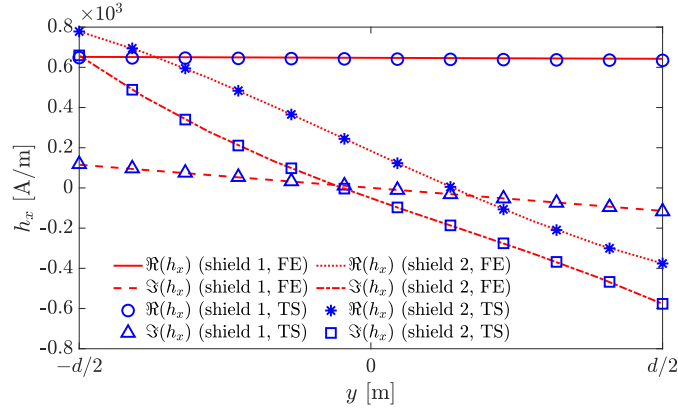 ×10³
0.8
0.6
0.4
0.2
0
-0.2
-0.4
-0.6
-0.8
h_x [A/m]
ℜ(h_x) (shield 1, FE)
ℑ(h_x) (shield 1, FE)
ℜ(h_x) (shield 1, TS)
ℑ(h_x) (shield 1, TS)
ℜ(h_x) (shield 2, FE)
ℑ(h_x) (shield 2, FE)
ℜ(h_x) (shield 2, TS)
ℑ(h_x) (shield 2, TS)
−d/2 0 d/2
y [m]